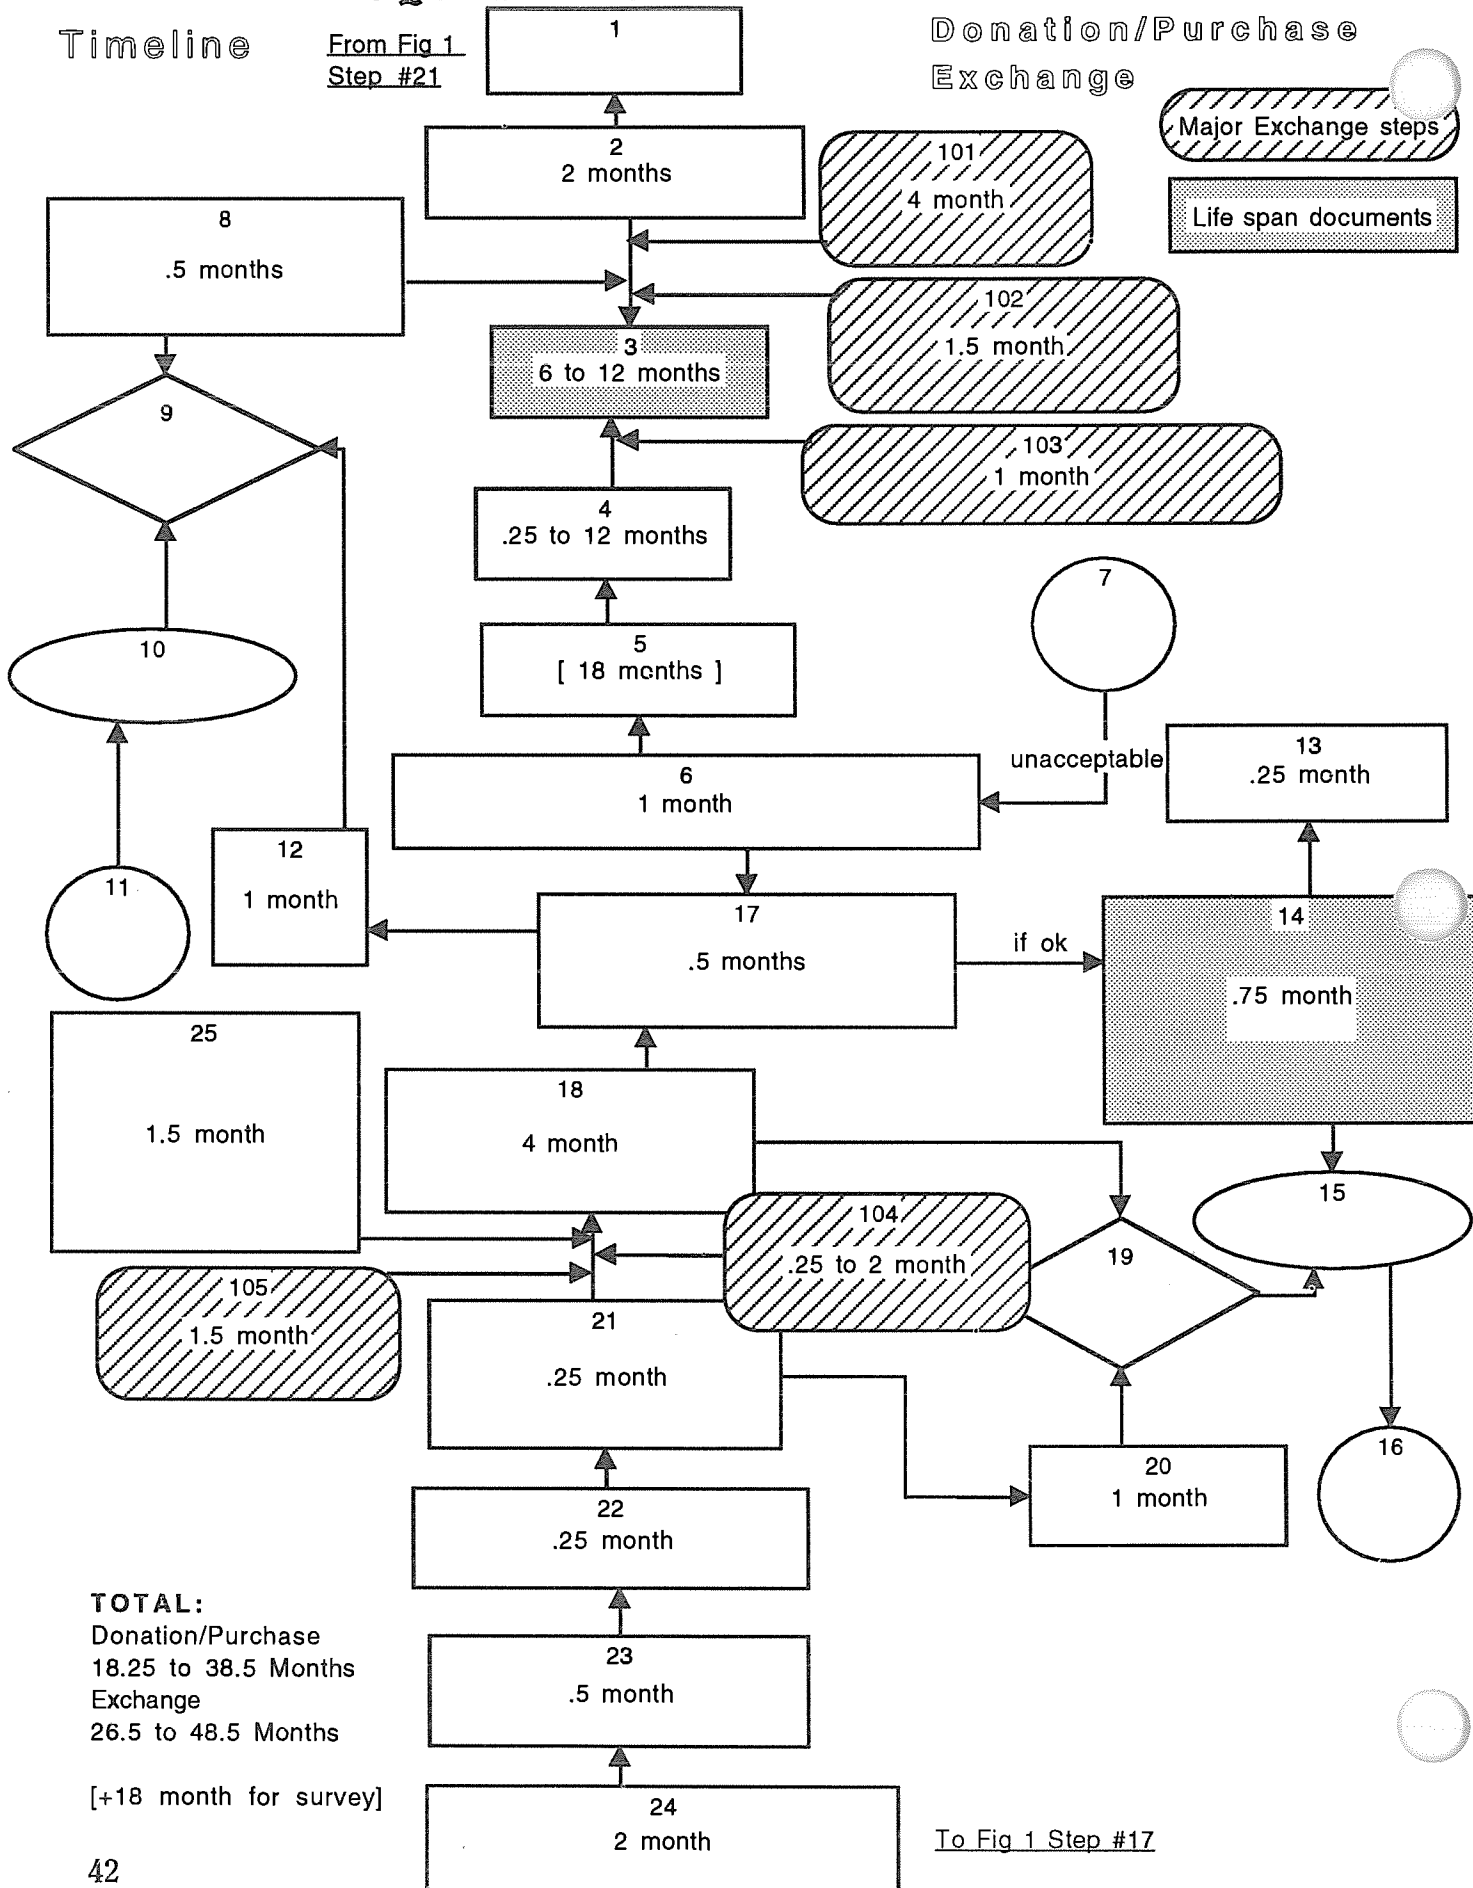 Timeline
From Fig 1
Step #21
Donation/Purchase
Exchange
Major Exchange steps
Life span documents
1
2
2 months
101
4 month
8
.5 months
102
1.5 month
3
6 to 12 months
9
103
1 month
4
.25 to 12 months
7
10
5
[ 18 months ]
unacceptable
13
.25 month
6
1 month
12
1 month
11
17
.5 months
if ok
14
.75 month
25
1.5 month
18
4 month
15
104
.25 to 2 month
19
105
1.5 month
21
.25 month
16
20
1 month
22
.25 month
TOTAL:
Donation/Purchase
18.25 to 38.5 Months
Exchange
26.5 to 48.5 Months
[+18 month for survey]
23
.5 month
24
2 month
To Fig 1 Step #17
42